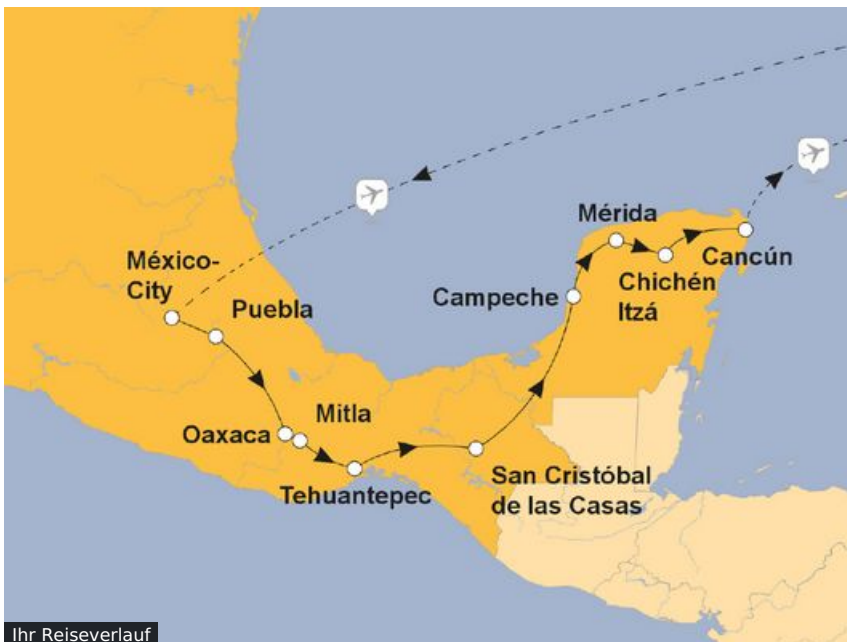 México-
City
Puebla
Oaxaca
Mitla
Tehuantepec
San Cristóbal
de las Casas
Campeche
Mérida
Chichén
Itzá
Cancún
Ihr Reiseverlauf